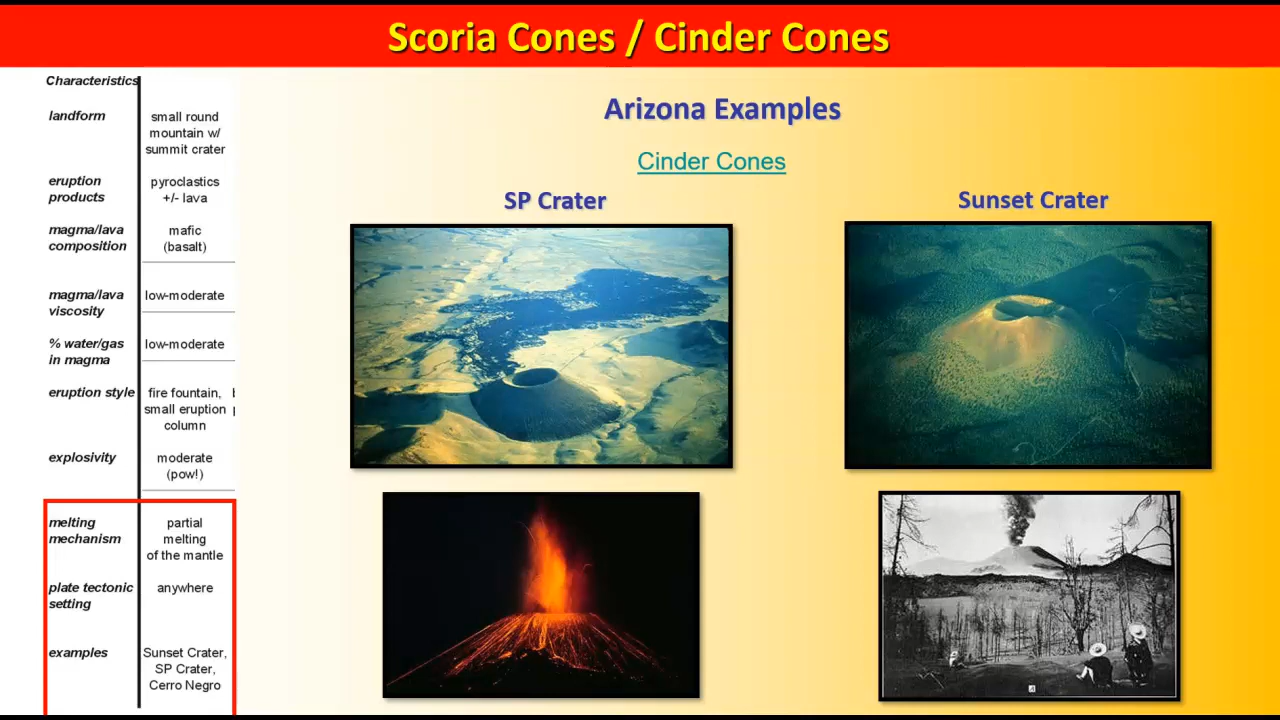 Scoria Cones / Cinder Cones
Characteristics
landform
small round
mountain w/
summit crater
eruption
products
pyroclastics
+/- lava
magma/lava
composition
mafic
(basalt)
magma/lava
viscosity
low-moderate
% water/gas
in magma
low-moderate
eruption style
fire fountain,
small eruption
column
explosivity
moderate
(pow!)
melting
mechanism
partial
melting
of the mantle
plate tectonic
setting
anywhere
examples
Sunset Crater,
SP Crater,
Cerro Negro
Arizona Examples
Cinder Cones
SP Crater
Sunset Crater